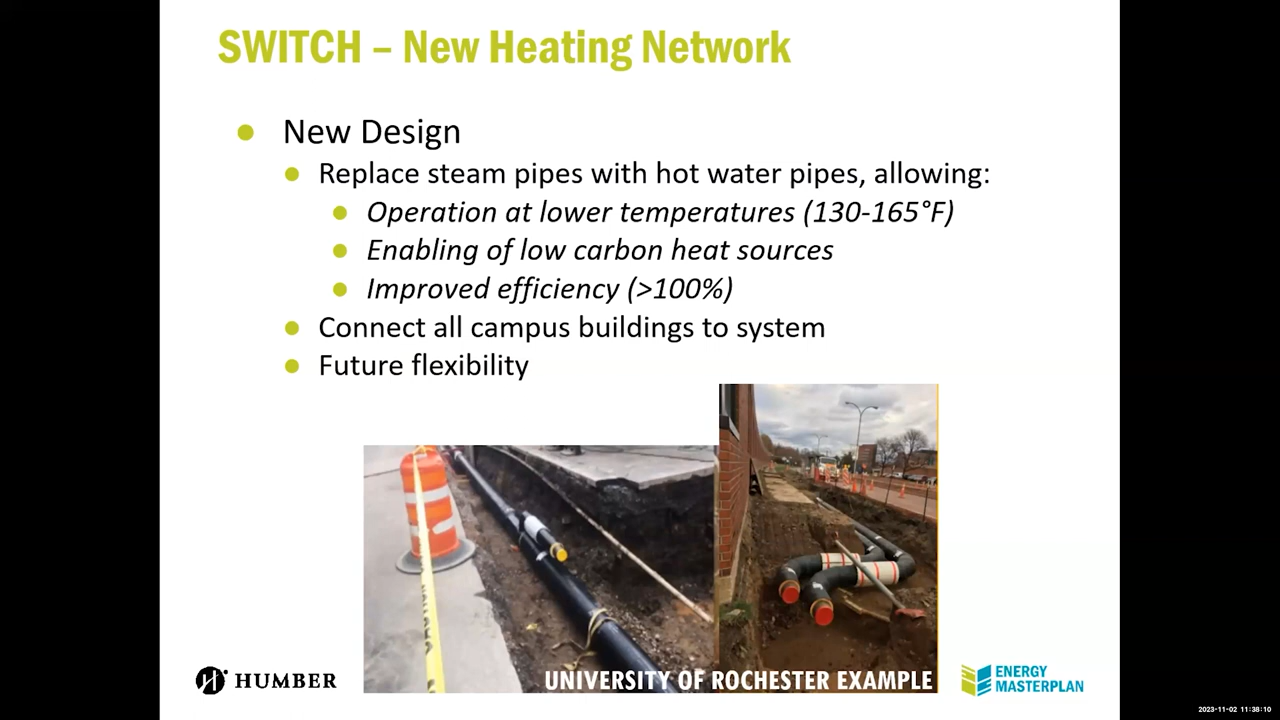 SWITCH – New Heating Network
New Design
Replace steam pipes with hot water pipes, allowing:
Operation at lower temperatures (130-165°F)
Enabling of low carbon heat sources
Improved efficiency (>100%)
Connect all campus buildings to system
Future flexibility
CAUTION
UNIVERSITY OF ROCHESTER EXAMPLE
HUMBER
ENERGY
MASTERPLAN
2023-11-02 11:38:10